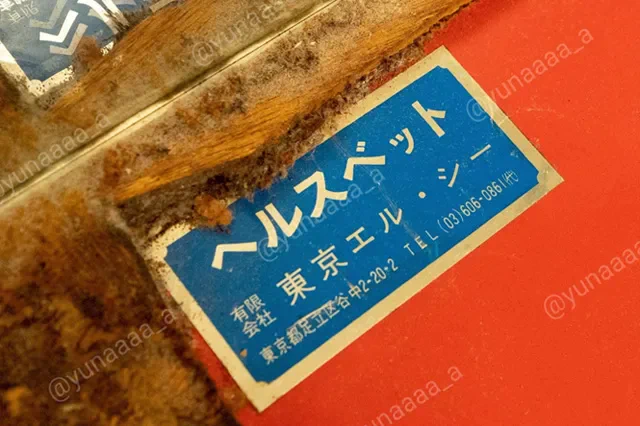 ヘルスベット
有限会社 東京エル・シー
東京都足立区谷中2-20-2 TEL (03)606-0861(代)
@yunaaaa_a